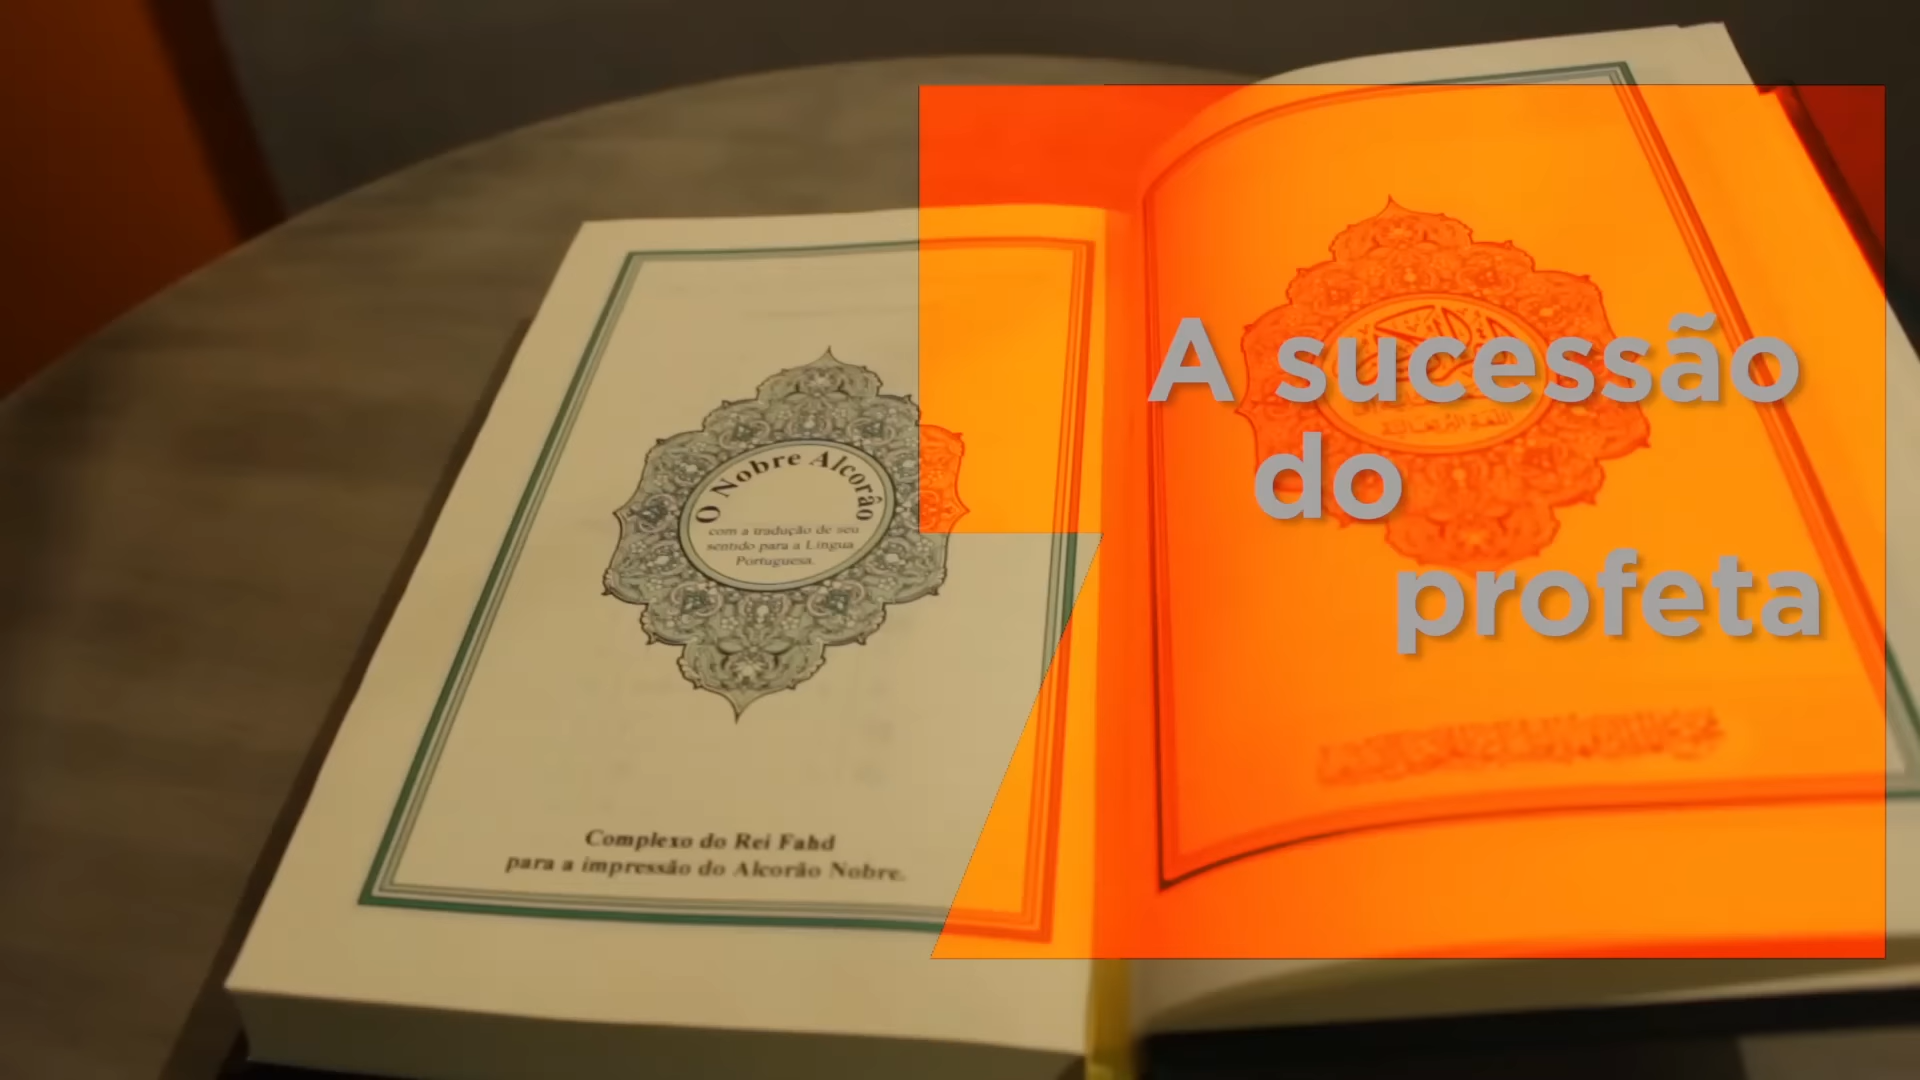 O Nobre Alcorão
com a tradução de seu
sentido para a Língua
Portuguesa.
Complexo do Rei Fahd
para a impressão do Alcorão Nobre.
A sucessão
do
profeta